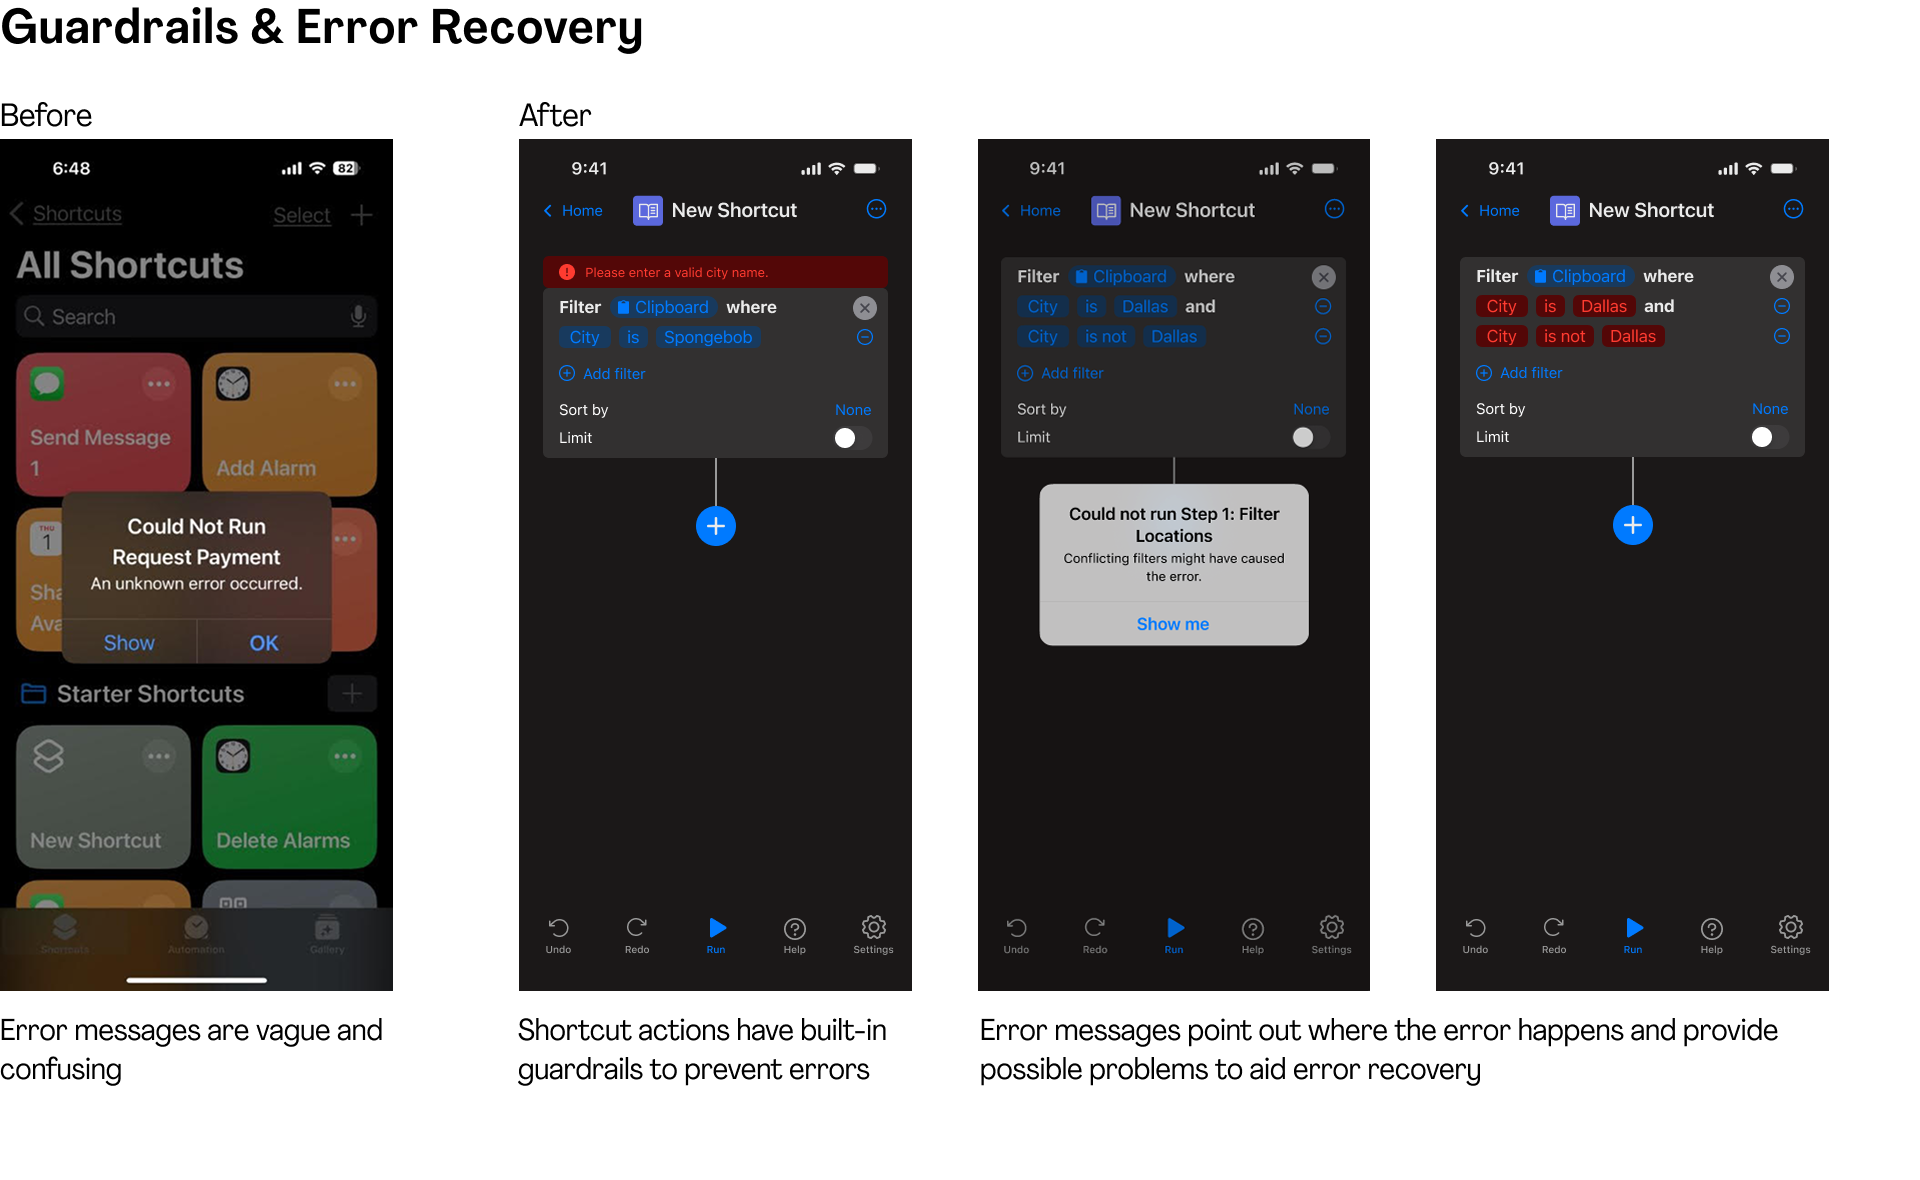 Guardrails & Error Recovery
Before
After
6:48
82
Shortcuts
Select
All Shortcuts
Search
Send Message
1
Add Alarm
THU
1
Sha
Ava
Could Not Run
Request Payment
An unknown error occurred.
Show
OK
Starter Shortcuts
New Shortcut
Delete Alarms
Shortcuts
Automation
Gallery
Error messages are vague and
confusing
9:41
Home
New Shortcut
Please enter a valid city name.
Filter Clipboard where
City is Spongebob
Add filter
Sort by None
Limit
Undo
Redo
Run
Help
Settings
Shortcut actions have built-in
guardrails to prevent errors
9:41
Home
New Shortcut
Filter Clipboard where
City is Dallas and
City is not Dallas
Add filter
Sort by None
Limit
Could not run Step 1: Filter
Locations
Conflicting filters might have caused
the error.
Show me
Undo
Redo
Run
Help
Settings
9:41
Home
New Shortcut
Filter Clipboard where
City is Dallas and
City is not Dallas
Add filter
Sort by None
Limit
Undo
Redo
Run
Help
Settings
Error messages point out where the error happens and provide
possible problems to aid error recovery